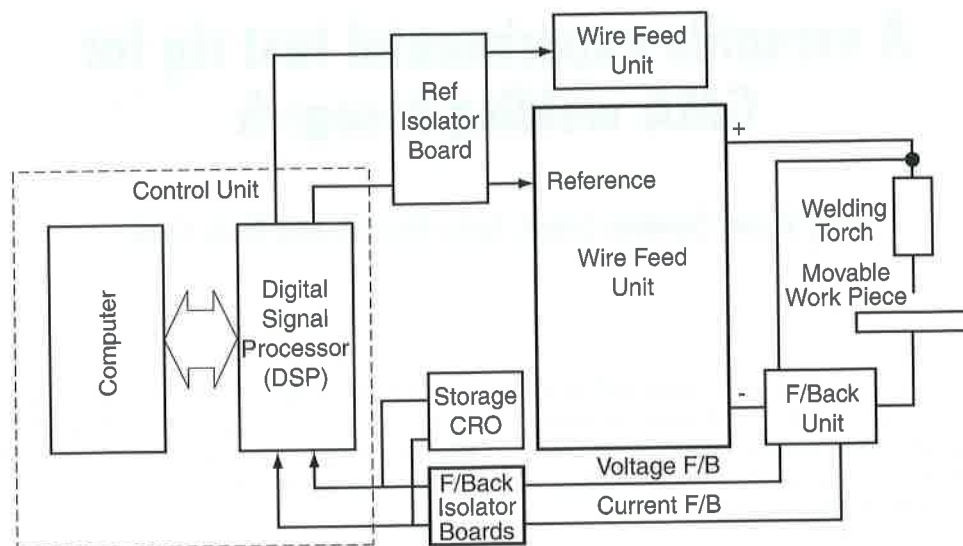 Wire Feed
Unit
Ref
Isolator
Board
+
Control Unit
Reference
Welding
Torch
Wire Feed
Unit
Movable
Work Piece
Computer
Digital
Signal
Processor
(DSP)
Storage
CRO
-
F/Back
Unit
Voltage F/B
F/Back
Isolator
Boards
Current F/B